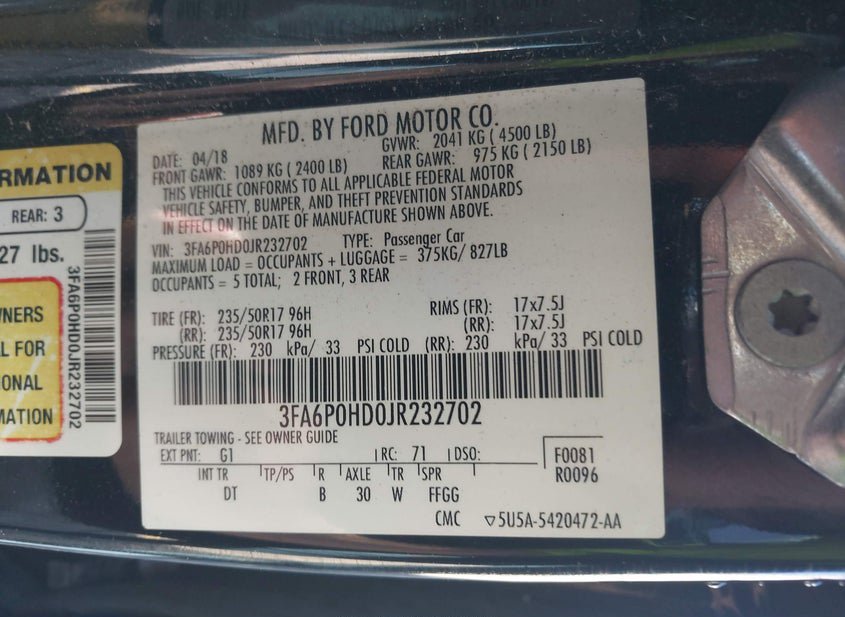 MFD. BY FORD MOTOR CO.
DATE: 04/18 GVWR: 2041 KG ( 4500 LB)
FRONT GAWR: 1089 KG ( 2400 LB) REAR GAWR: 975 KG ( 2150 LB)
THIS VEHICLE CONFORMS TO ALL APPLICABLE FEDERAL MOTOR
VEHICLE SAFETY, BUMPER, AND THEFT PREVENTION STANDARDS
IN EFFECT ON THE DATE OF MANUFACTURE SHOWN ABOVE.
VIN: 3FA6P0HD0JR232702 TYPE: Passenger Car
MAXIMUM LOAD = OCCUPANTS + LUGGAGE = 375KG/ 827LB
OCCUPANTS = 5 TOTAL; 2 FRONT, 3 REAR
TIRE (FR): 235/50R17 96H RIMS (FR): 17x7.5J
(RR): 235/50R17 96H (RR): 17x7.5J
PRESSURE (FR): 230 kPa/ 33 PSI COLD (RR): 230 kPa/ 33 PSI COLD
3FA6P0HD0JR232702
TRAILER TOWING - SEE OWNER GUIDE
EXT PNT: G1 RC: 71 DSO: F0081
R0096
INT TR TP/PS R AXLE TR SPR
DT B 30 W FFGG
CMC ▽5U5A-5420472-AA
RMATION
REAR: 3
27 lbs.
WNERS
L FOR
IONAL
MATION
3FA6P0HD0JR232702